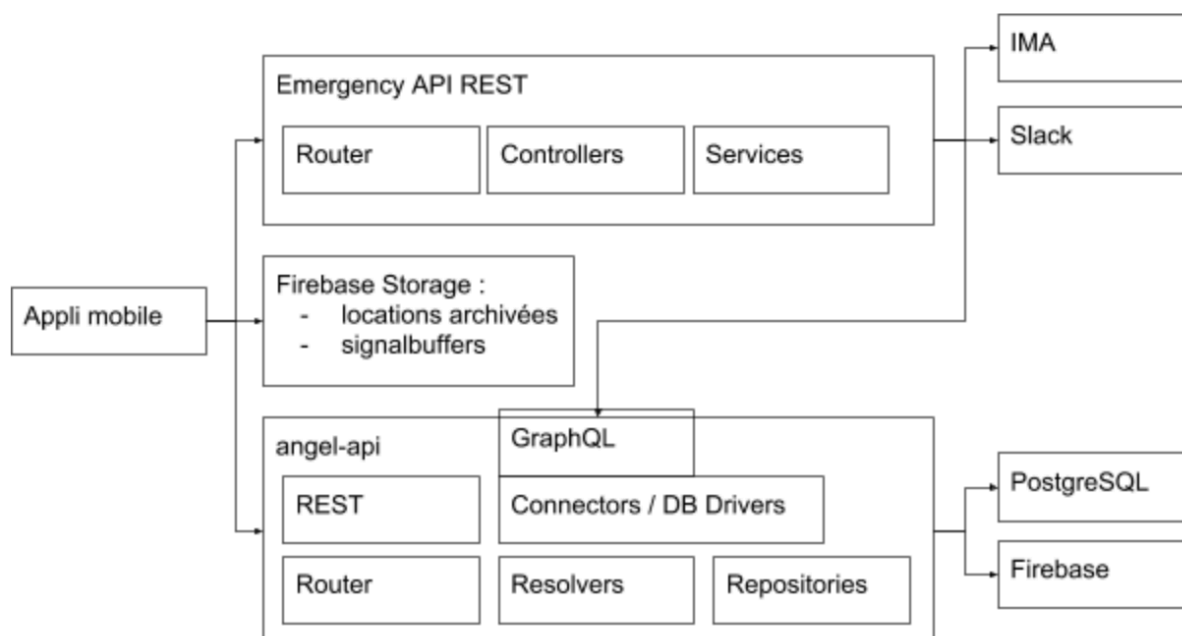 IMA
Emergency API REST
Slack
Router
Controllers
Services
Firebase Storage :
- locations archivées
- signalbuffers
Appli mobile
angel-api
GraphQL
REST
Connectors / DB Drivers
PostgreSQL
Router
Resolvers
Repositories
Firebase